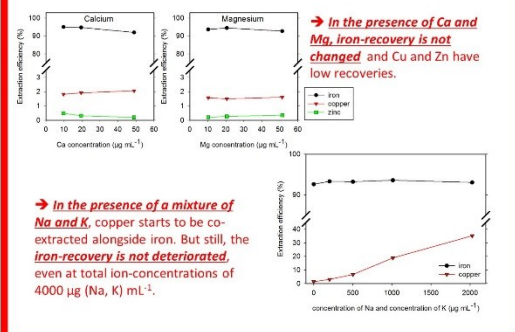 Calcium
100
90
80
3
2
1
0
0 10 20 30 40 50 60
Ca concentration (µg mL-1)
Extraction efficiency (%)
Magnesium
100
90
80
3
2
1
0
0 10 20 30 40 50 60
Mg concentration (µg mL-1)
Extraction efficiency (%)
iron
copper
zinc
➔ In the presence of Ca and
Mg, iron-recovery is not
changed and Cu and Zn have
low recoveries.
➔ In the presence of a mixture of
Na and K, copper starts to be co-
extracted alongside iron. But still, the
iron-recovery is not deteriorated,
even at total ion-concentrations of
4000 µg (Na, K) mL-1.
100
90
40
30
20
10
0
0 500 1000 1500 2000
concentration of Na and concentration of K (µg mL-1)
Extraction efficiency (%)
iron
copper